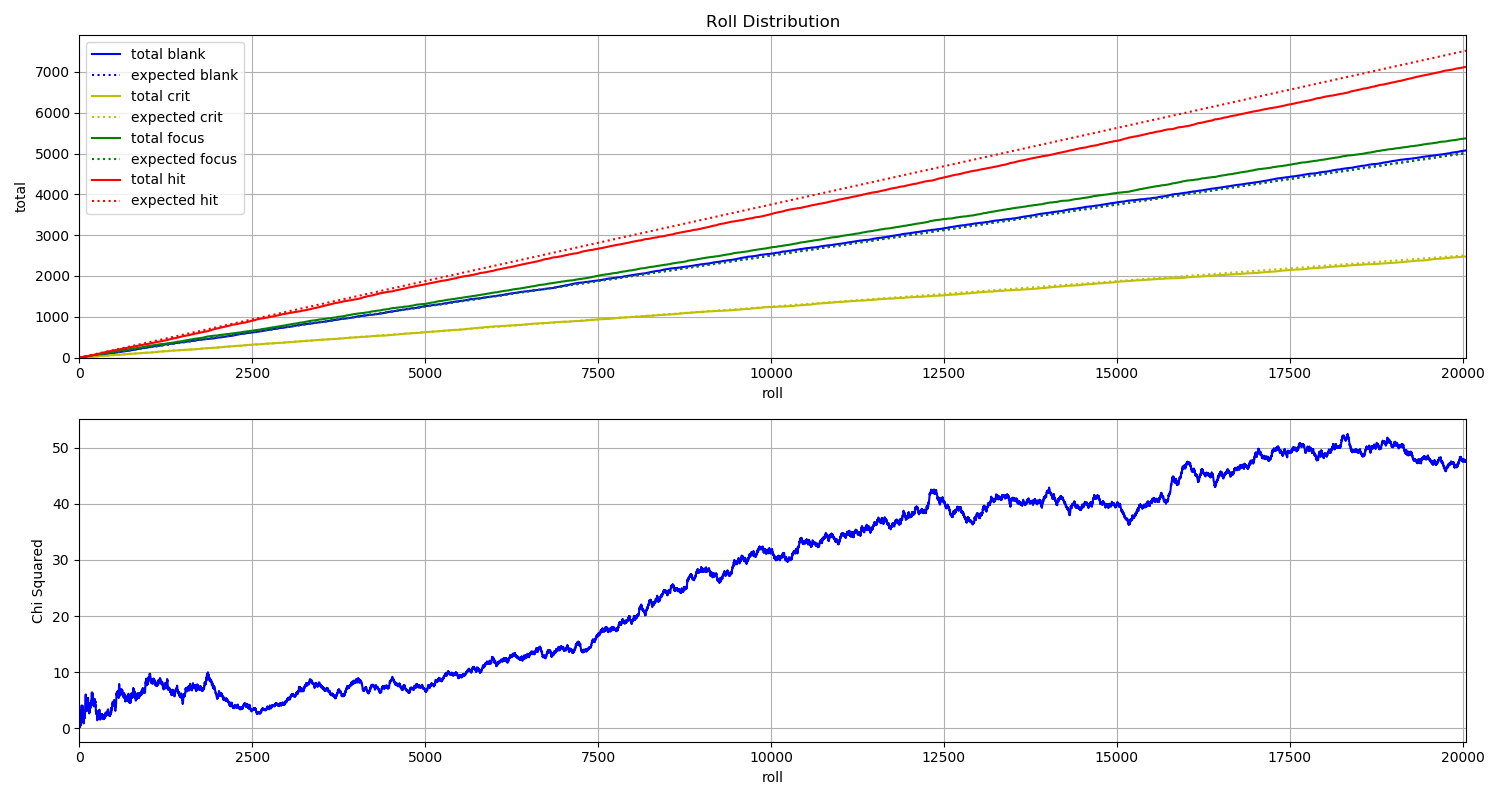 Roll Distribution
total blank
expected blank
total crit
expected crit
total focus
expected focus
total hit
expected hit
7000
6000
5000
4000
3000
2000
1000
0
total
0 2500 5000 7500 10000 12500 15000 17500 20000
roll
50
40
30
20
10
0
Chi Squared
0 2500 5000 7500 10000 12500 15000 17500 20000
roll